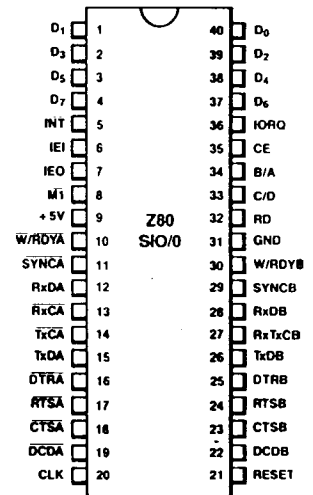 D1 1 40 D0
D3 2 39 D2
D5 3 38 D4
D7 4 37 D6
INT 5 36 IORQ
IEI 6 35 CE
IEO 7 34 B/A
M1 8 33 C/D
+5V 9 32 RD
Z80
SIO/0
W/RDYA 10 31 GND
SYNCA 11 30 W/RDYB
RxDA 12 29 SYNCB
RxCA 13 28 RxDB
TxCA 14 27 RxTxCB
TxDA 15 26 TxDB
DTRA 16 25 DTRB
RTSA 17 24 RTSB
CTSA 18 23 CTSB
DCDA 19 22 DCDB
CLK 20 21 RESET